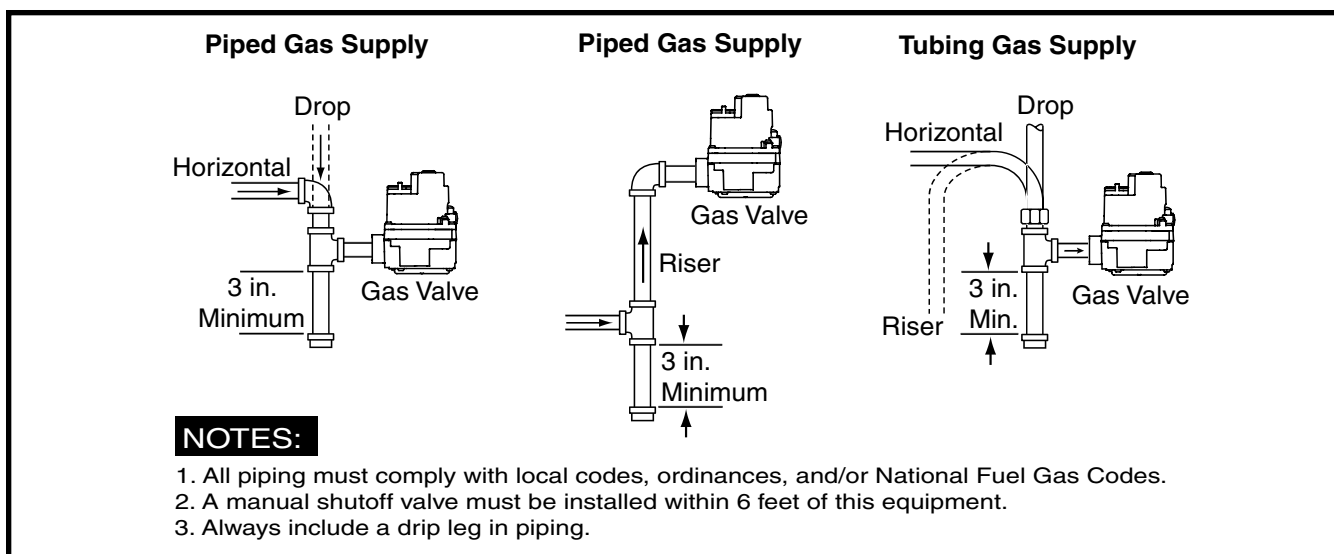 Piped Gas Supply
Drop
Horizontal
3 in.
Minimum
Gas Valve
Piped Gas Supply
Gas Valve
Riser
3 in.
Minimum
Tubing Gas Supply
Drop
Horizontal
3 in.
Min.
Gas Valve
Riser
NOTES:
1. All piping must comply with local codes, ordinances, and/or National Fuel Gas Codes.
2. A manual shutoff valve must be installed within 6 feet of this equipment.
3. Always include a drip leg in piping.